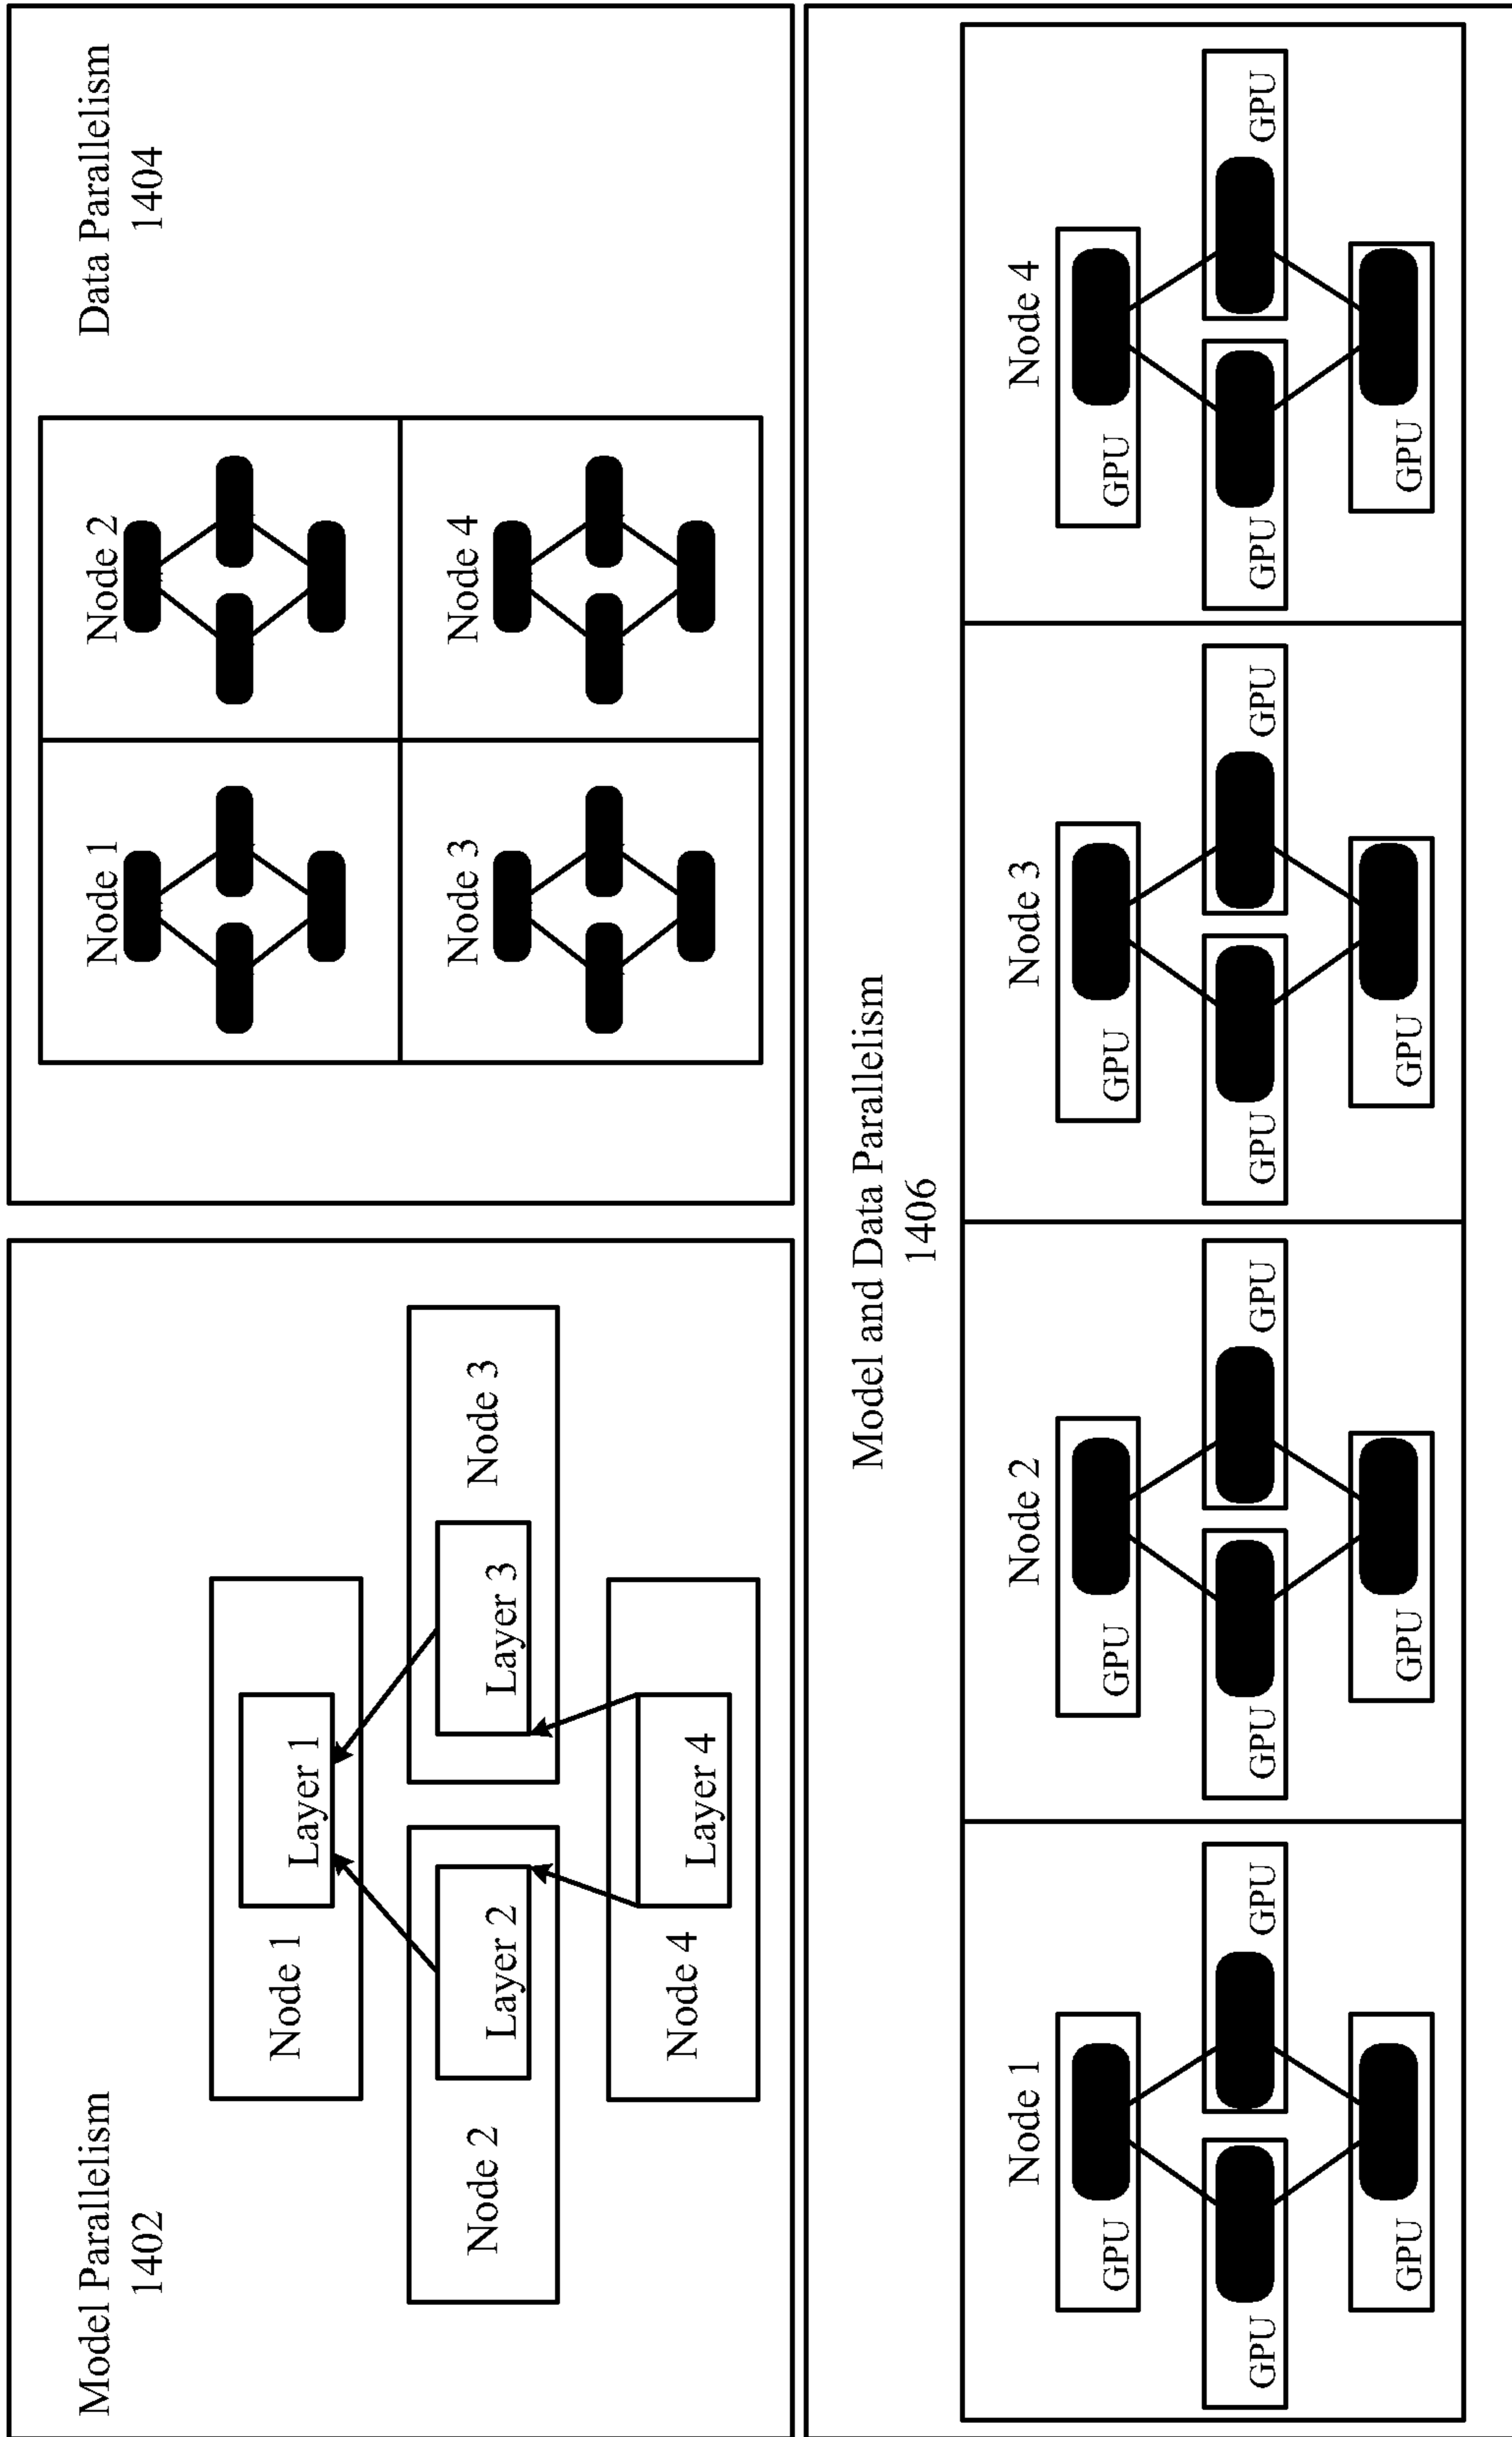 Model Parallelism
1402
Node 1
Layer 1
Node 2
Layer 2
Layer 3
Node 3
Node 4
Layer 4
Data Parallelism
1404
Node 1
Node 2
Node 3
Node 4
Model and Data Parallelism
1406
Node 1
GPU
GPU
GPU
GPU
Node 2
GPU
GPU
GPU
GPU
Node 3
GPU
GPU
GPU
GPU
Node 4
GPU
GPU
GPU
GPU